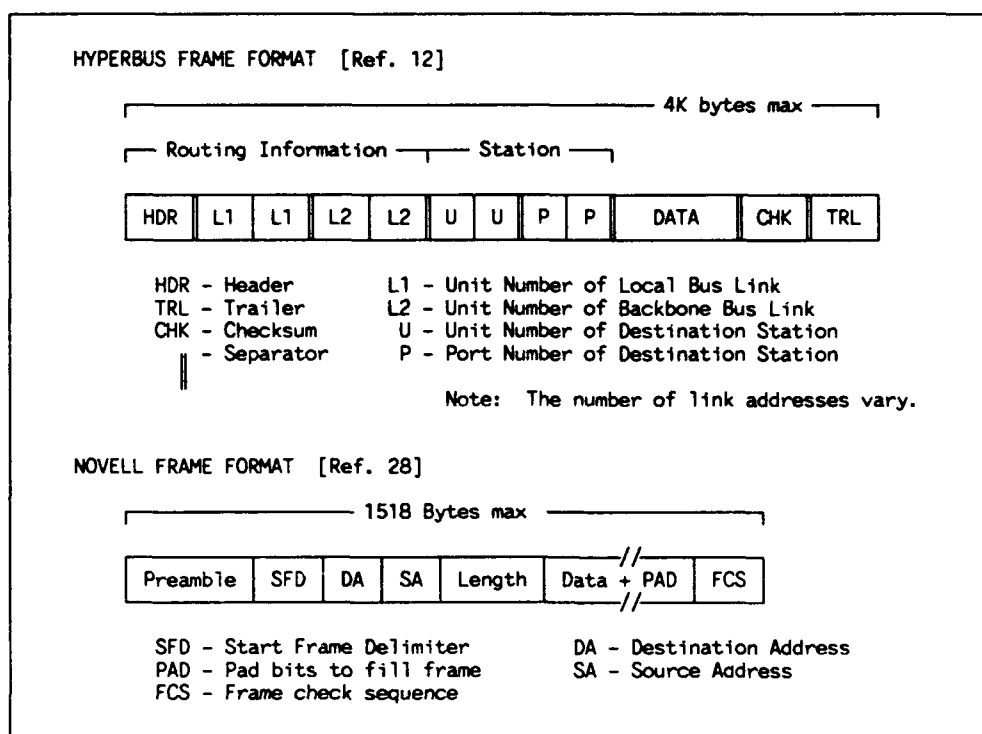 HYPERBUS FRAME FORMAT [Ref. 12]
4K bytes max
Routing Information Station
HDR L1 L1 L2 L2 U U P P DATA CHK TRL
HDR - Header L1 - Unit Number of Local Bus Link
TRL - Trailer L2 - Unit Number of Backbone Bus Link
CHK - Checksum U - Unit Number of Destination Station
- Separator P - Port Number of Destination Station
Note: The number of link addresses vary.
NOVELL FRAME FORMAT [Ref. 28]
1518 Bytes max
Preamble SFD DA SA Length Data + PAD FCS
SFD - Start Frame Delimiter DA - Destination Address
PAD - Pad bits to fill frame SA - Source Address
FCS - Frame check sequence